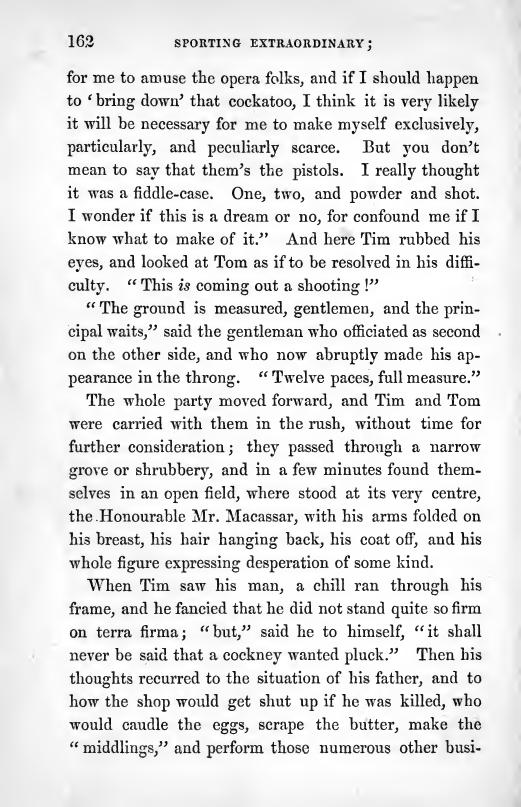 162 SPORTING EXTRAORDINARY;
for me to amuse the opera folks, and if I should happen
to ‘bring down’ that cockatoo, I think it is very likely
it will be necessary for me to make myself exclusively,
particularly, and peculiarly scarce. But you don’t
mean to say that them’s the pistols. I really thought
it was a fiddle-case. One, two, and powder and shot.
I wonder if this is a dream or no, for confound me if I
know what to make of it.” And here Tim rubbed his
eyes, and looked at Tom as if to be resolved in his diffi-
culty. “This is coming out a shooting!”
“The ground is measured, gentlemen, and the prin-
cipal waits,” said the gentleman who officiated as second
on the other side, and who now abruptly made his ap-
pearance in the throng. “Twelve paces, full measure.”
The whole party moved forward, and Tim and Tom
were carried with them in the rush, without time for
further consideration; they passed through a narrow
grove or shrubbery, and in a few minutes found them-
selves in an open field, where stood at its very centre,
the Honourable Mr. Macassar, with his arms folded on
his breast, his hair hanging back, his coat off, and his
whole figure expressing desperation of some kind.
When Tim saw his man, a chill ran through his
frame, and he fancied that he did not stand quite so firm
on terra firma; “but,” said he to himself, “it shall
never be said that a cockney wanted pluck.” Then his
thoughts recurred to the situation of his father, and to
how the shop would get shut up if he was killed, who
would caudle the eggs, scrape the butter, make the
“middlings,” and perform those numerous other busi-